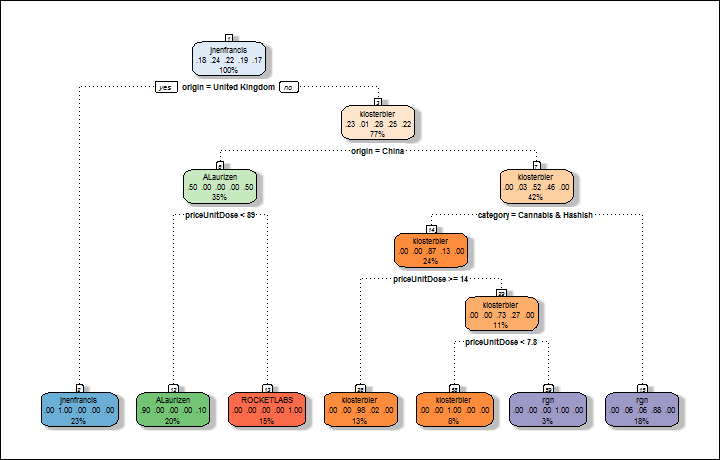 1
jnenfrancis
.18 .24 .22 .19 .17
100%
yes origin = United Kingdom no
3
klosterbier
.23 .01 .28 .25 .22
77%
origin = China
6
ALaurizen
.50 .00 .00 .00 .50
35%
7
klosterbier
.00 .03 .52 .46 .00
42%
priceUnitDose < 89
category = Cannabis & Hashish
14
klosterbier
.00 .00 .87 .13 .00
24%
priceUnitDose >= 14
29
klosterbier
.00 .00 .73 .27 .00
11%
priceUnitDose < 7.8
2
jnenfrancis
.00 1.00 .00 .00 .00
23%
12
ALaurizen
.90 .00 .00 .00 .10
20%
13
ROCKETLABS
.00 .00 .00 .00 1.00
15%
28
klosterbier
.00 .00 .98 .02 .00
13%
58
klosterbier
.00 .00 1.00 .00 .00
8%
59
rgn
.00 .00 .00 1.00 .00
3%
15
rgn
.00 .06 .06 .88 .00
18%